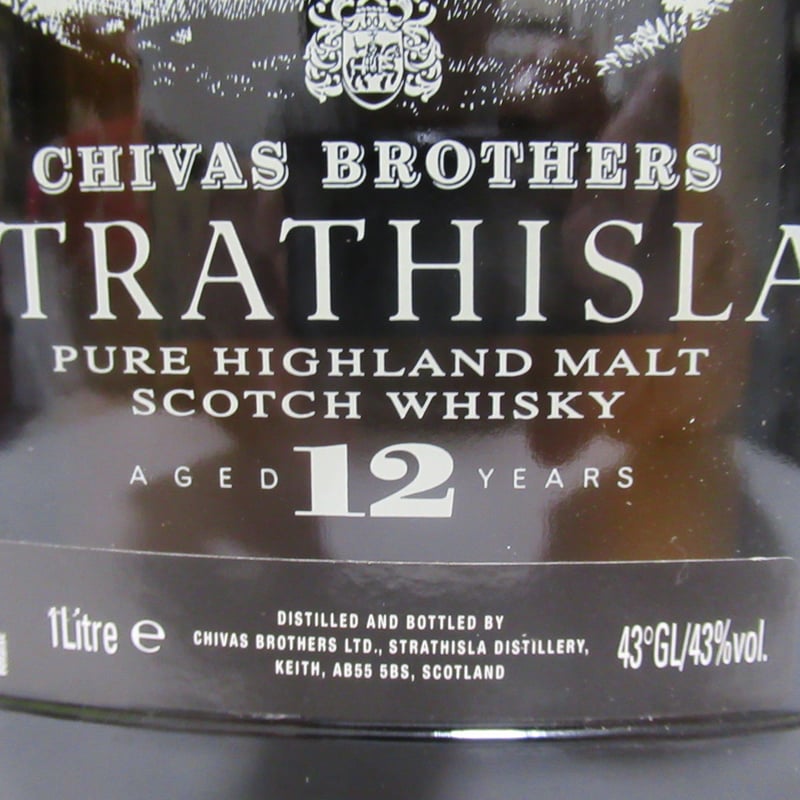 CHIVAS BROTHERS
TRATHISLA
PURE HIGHLAND MALT
SCOTCH WHISKY
AGED 12 YEARS
1Litre e
DISTILLED AND BOTTLED BY
CHIVAS BROTHERS LTD., STRATHISLA DISTILLERY,
KEITH, AB55 5BS, SCOTLAND
43°GL/43%vol.